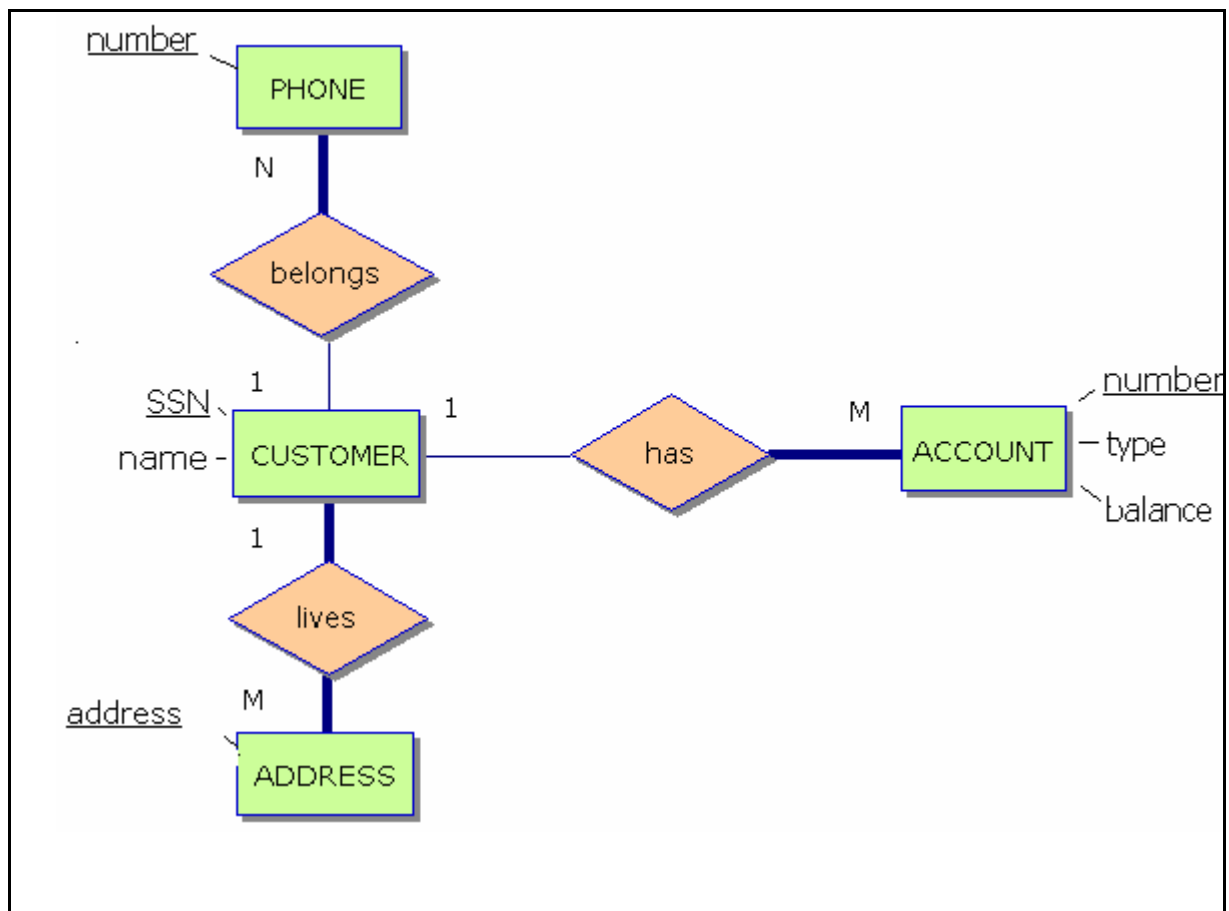 number
PHONE
N
belongs
1
SSN
name
CUSTOMER
1
has
M
ACCOUNT
number
type
balance
1
lives
M
address
ADDRESS